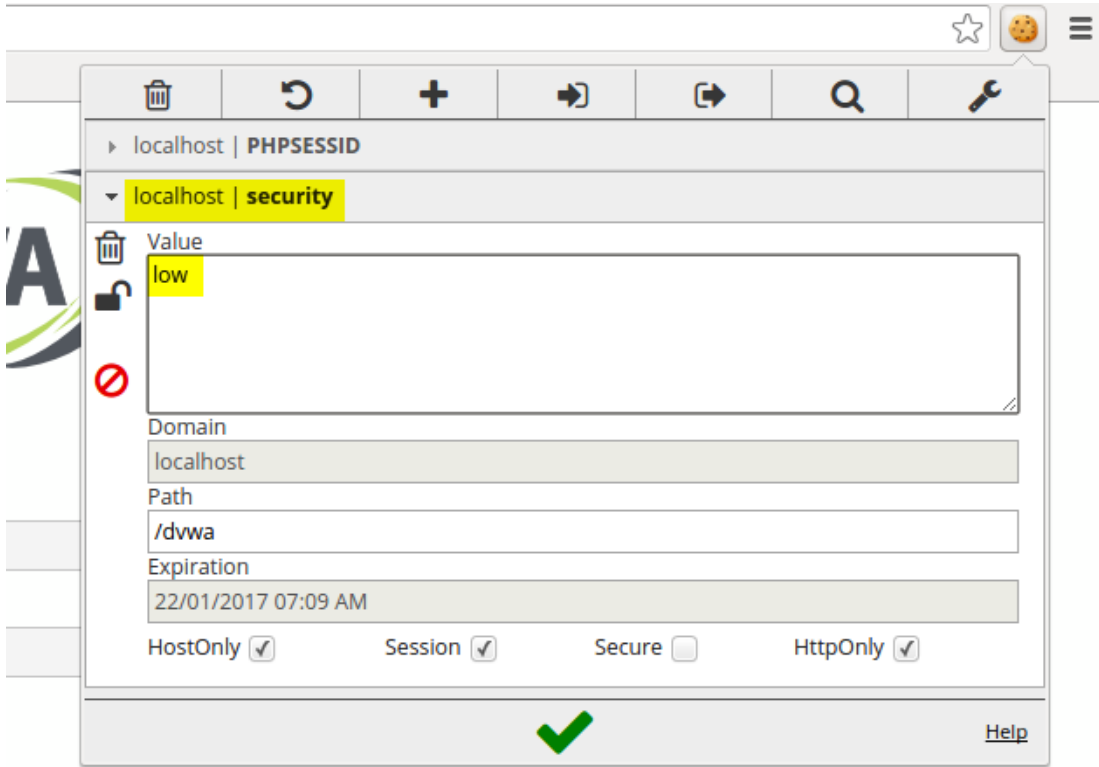 localhost | PHPSESSID
localhost | security
Value
low
Domain
localhost
Path
/dvwa
Expiration
22/01/2017 07:09 AM
HostOnly Session Secure HttpOnly
Help